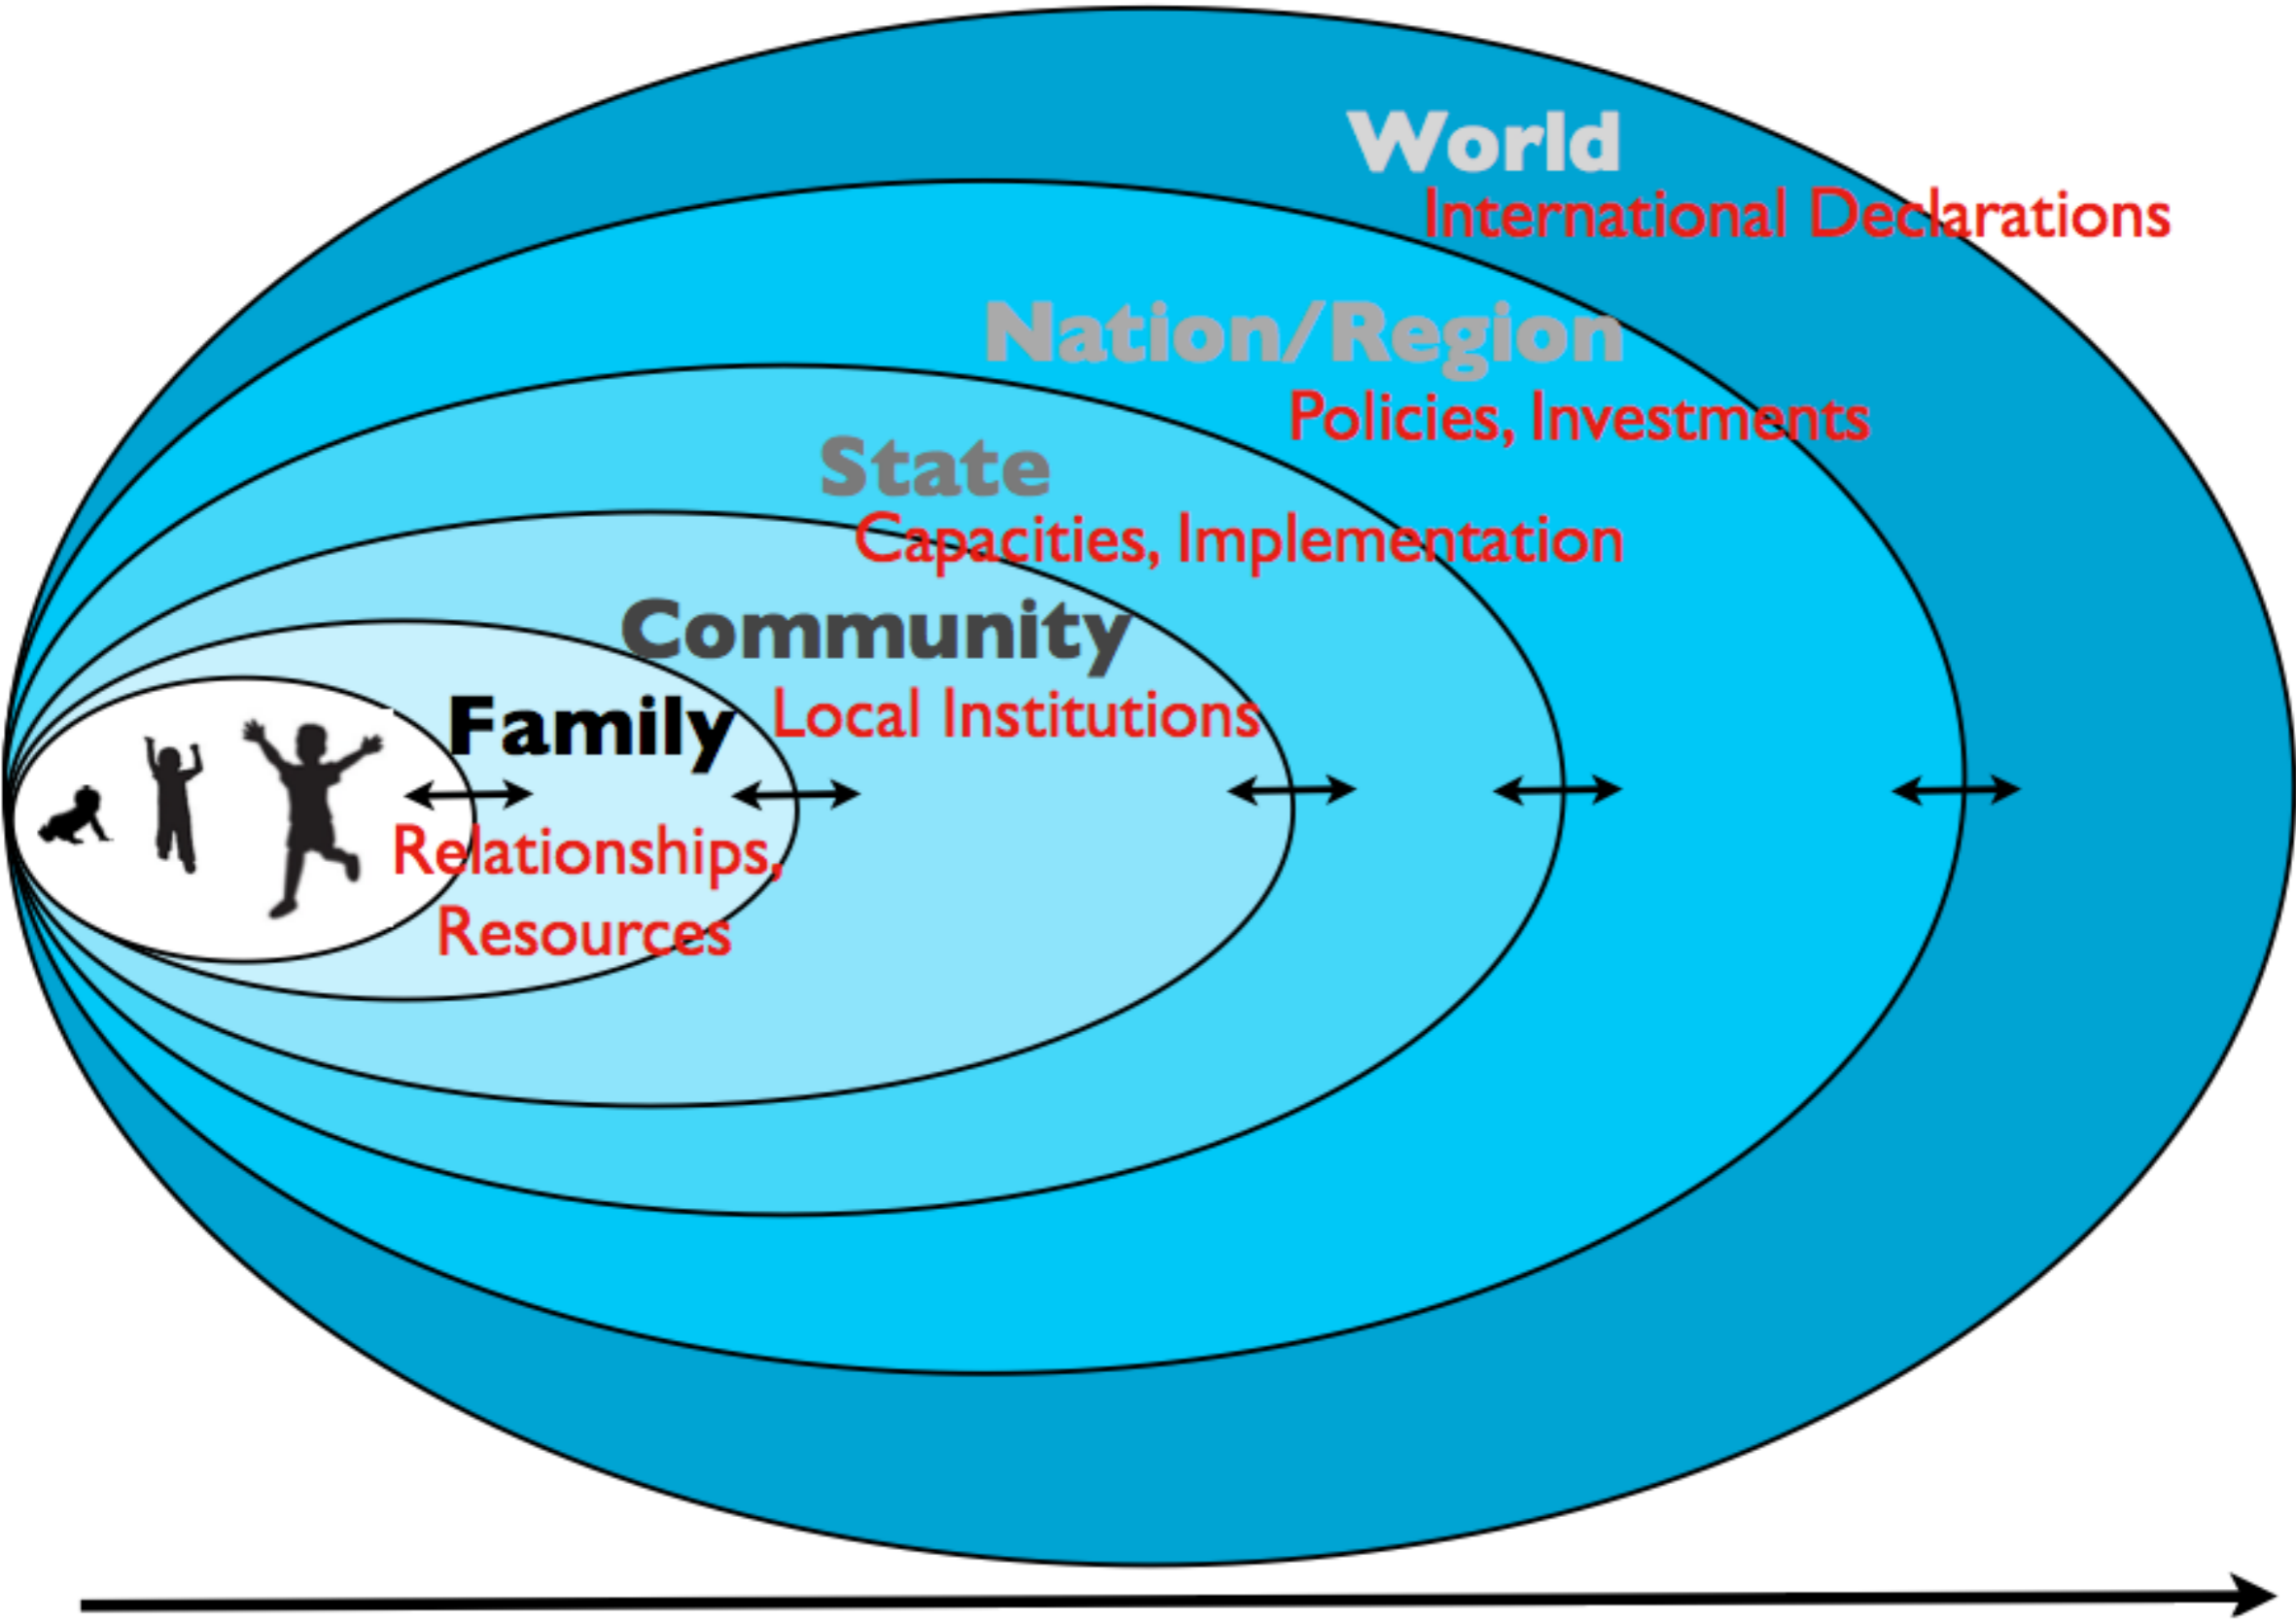 World
International Declarations
Nation/Region
Policies, Investments
State
Capacities, Implementation
Community
Local Institutions
Family
Relationships,
Resources